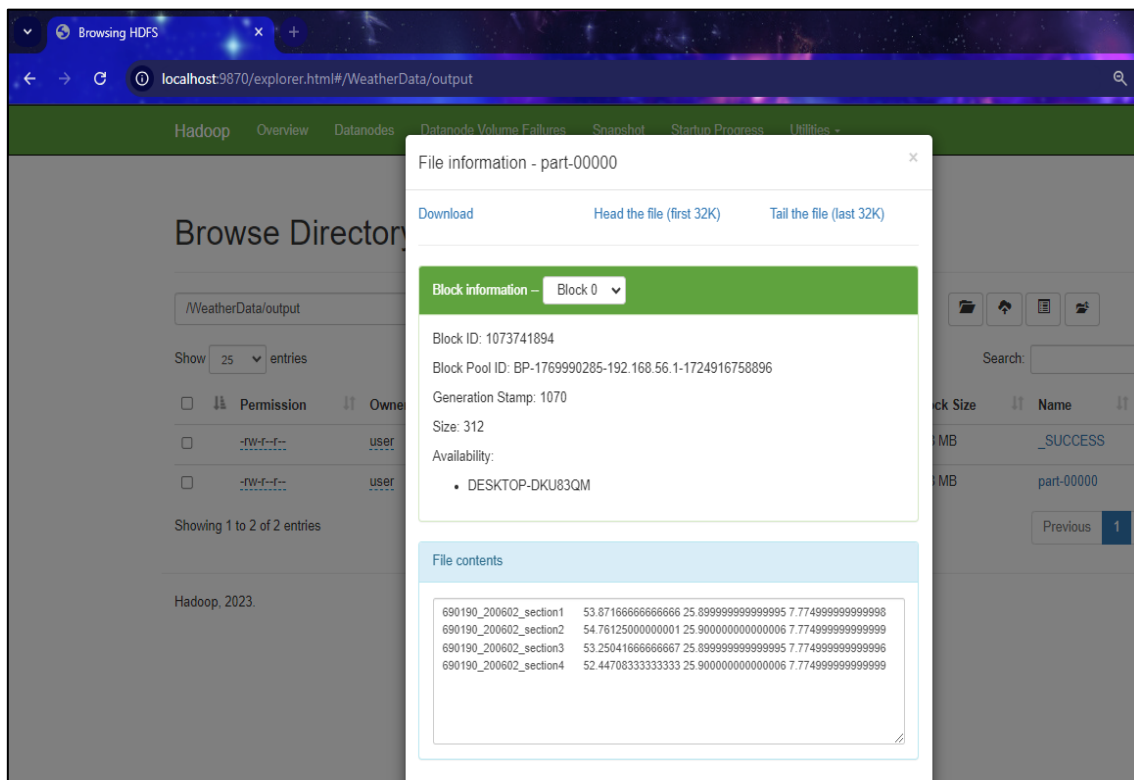 Browsing HDFS
localhost:9870/explorer.html#/WeatherData/output
Hadoop Overview Datanodes Datanode Volume Failures Snapshot Startup Progress Utilities
File information - part-00000 ×
Download Head the file (first 32K) Tail the file (last 32K)
Browse Directory
Block information -- Block 0
/WeatherData/output
Block ID: 1073741894
Show 25 entries Search:
Block Pool ID: BP-1769990285-192.168.56.1-1724916758896
Generation Stamp: 1070
Permission Owne ck Size Name
Size: 312
-rw-r--r-- user MB _SUCCESS
Availability:
-rw-r--r-- user MB part-00000
• DESKTOP-DKU83QM
Showing 1 to 2 of 2 entries Previous 1
File contents
Hadoop, 2023.
690190_200602_section1 53.87166666666666 25.899999999999995 7.774999999999998
690190_200602_section2 54.76125000000001 25.900000000000006 7.774999999999999
690190_200602_section3 53.25041666666667 25.899999999999995 7.774999999999996
690190_200602_section4 52.44708333333333 25.900000000000006 7.774999999999999